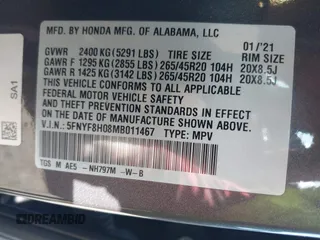 MFD. BY HONDA MFG. OF ALABAMA, LLC
GVWR 2400 KG (5291 LBS) TIRE SIZE 01/'21 RIM SIZE
GAWR F 1295 KG (2855 LBS) 265/45R20 104H 20X8.5J
GAWR R 1425 KG (3142 LBS) 265/45R20 104H 20X8.5J
THIS VEHICLE CONFORMS TO ALL APPLICABLE
FEDERAL MOTOR VEHICLE SAFETY AND THEFT
PREVENTION STANDARDS IN EFFECT ON THE DATE
OF MANUFACTURE SHOWN ABOVE.
V.I.N.: 5FNYF8H08MB011467 TYPE: MPV
TGS M AE5 - NH797M -W-B
SA1
DREAMBID